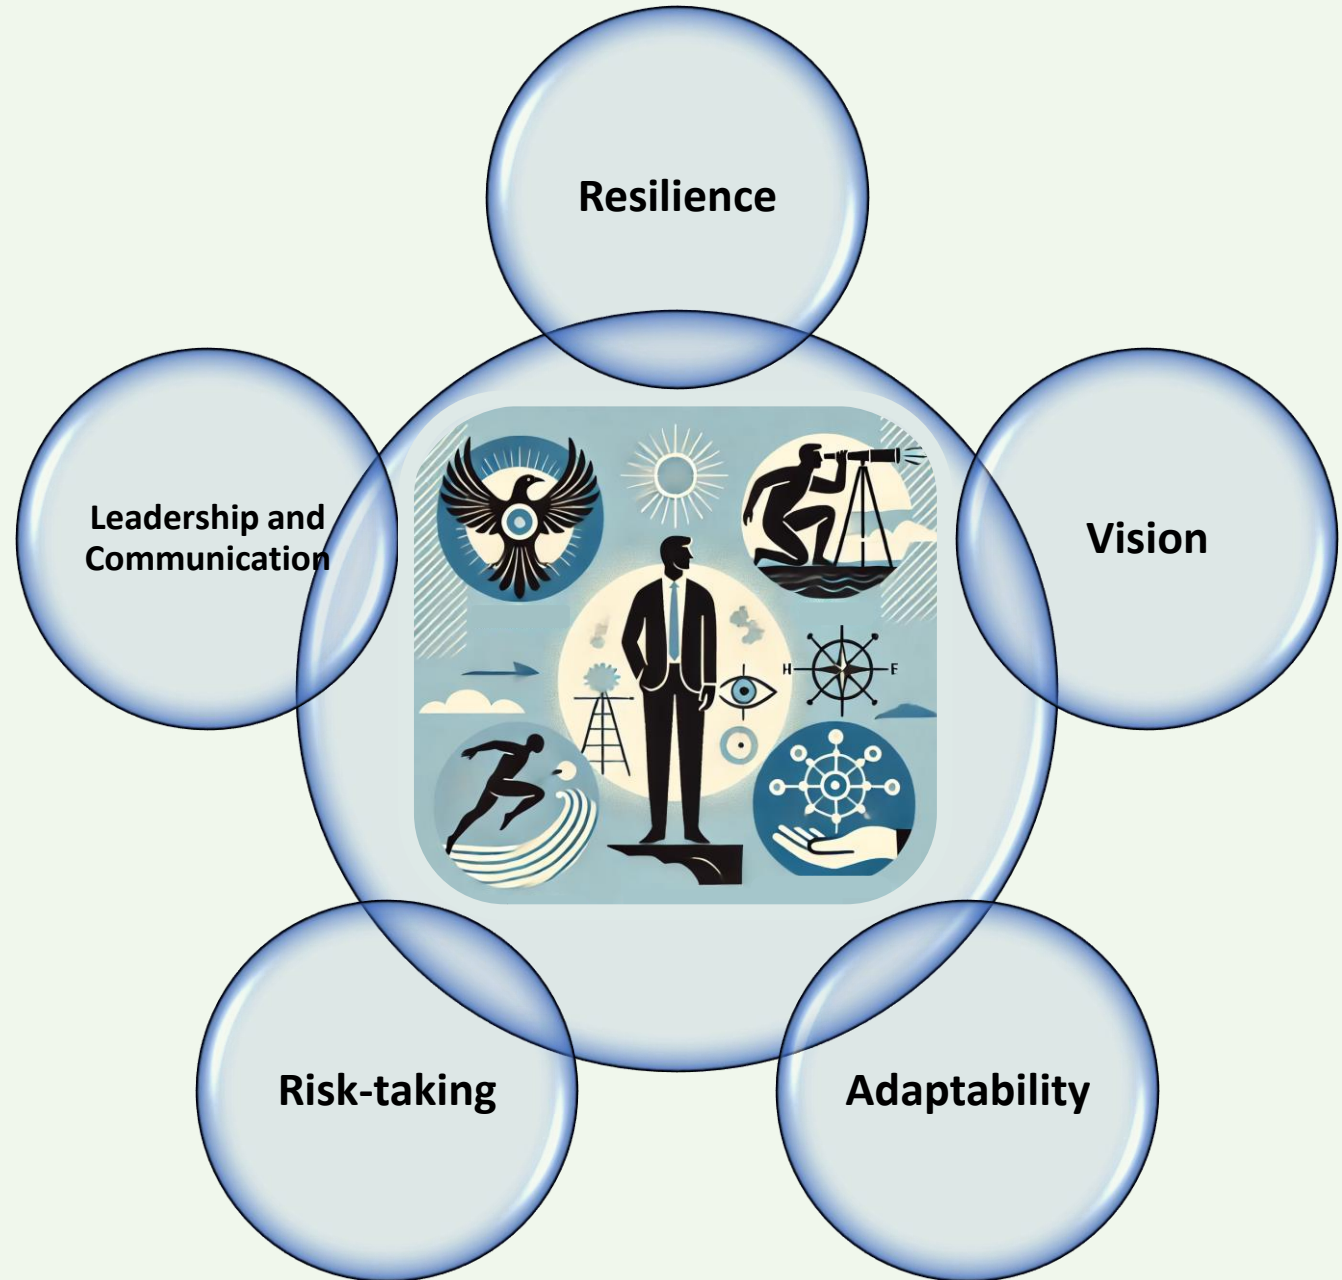 Resilience
Leadership and
Communication
Vision
H
E
Risk-taking
Adaptability